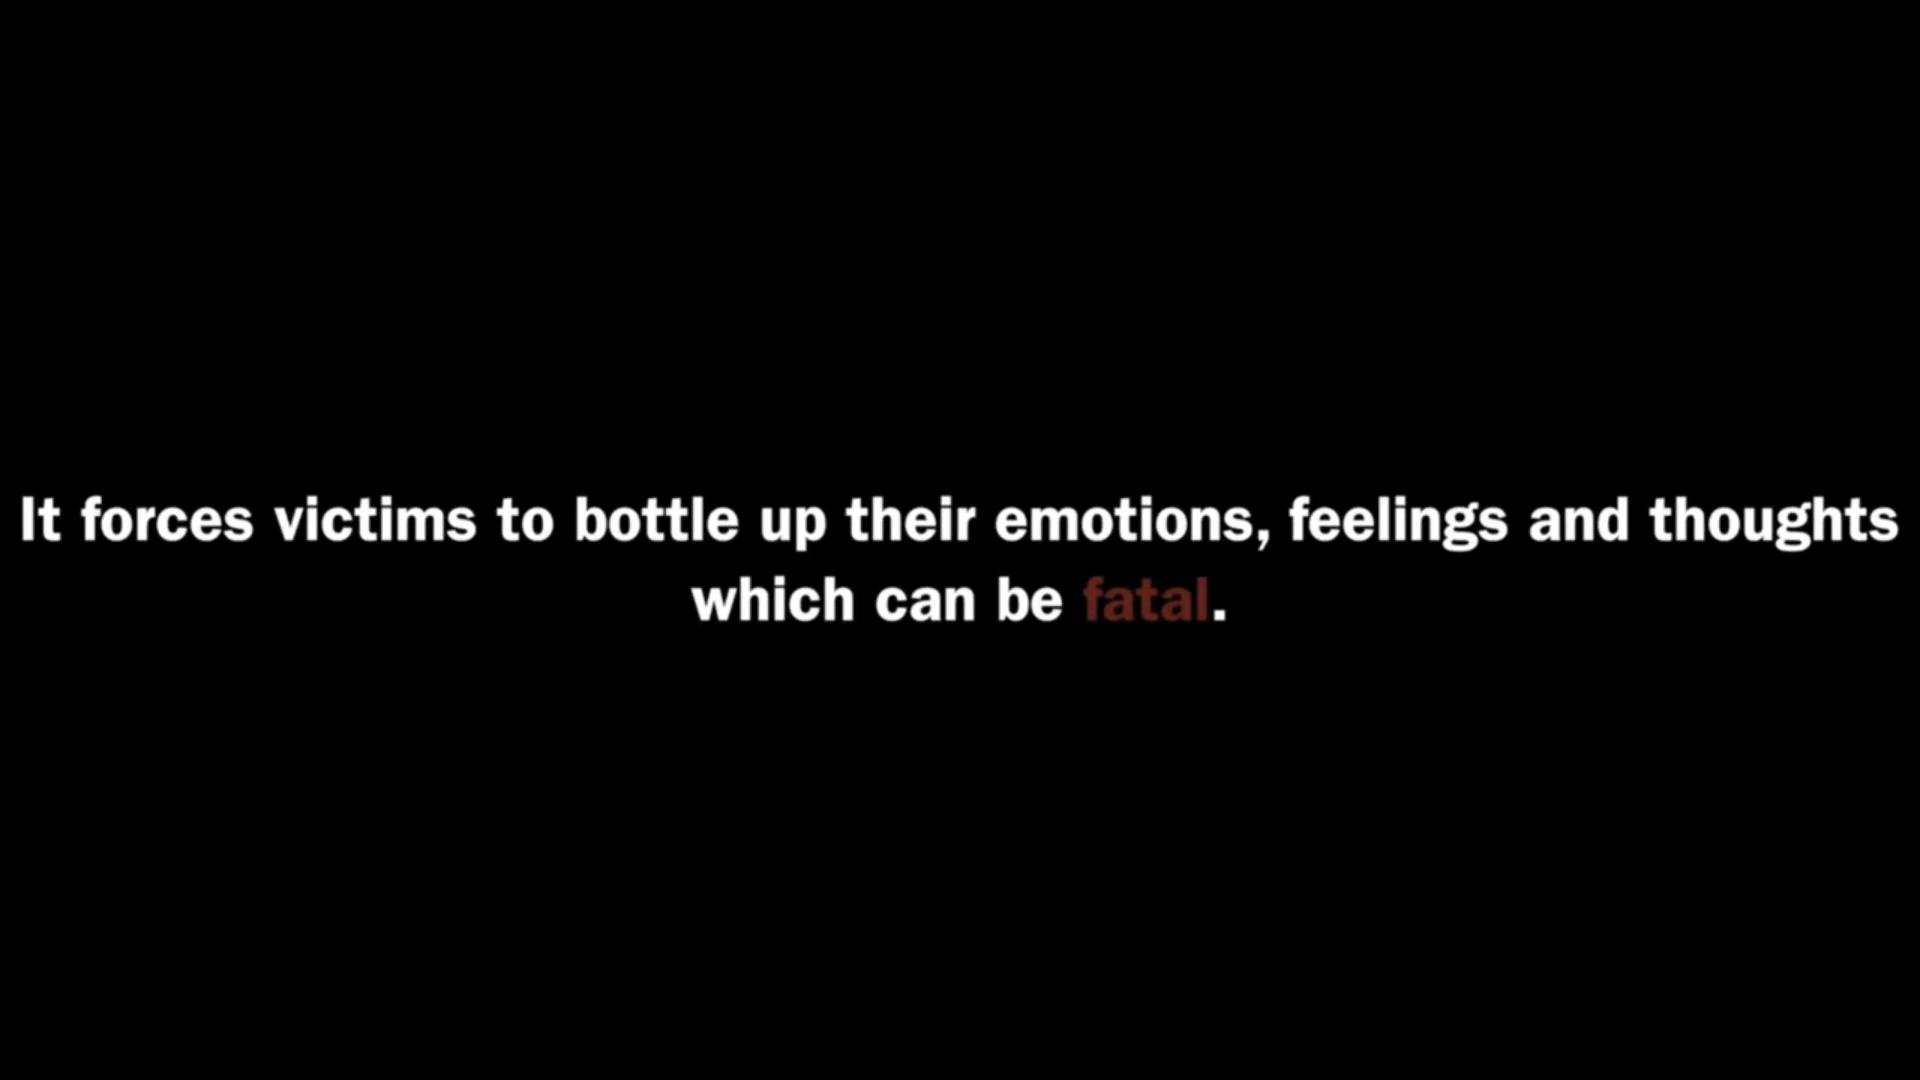 It forces victims to bottle up their emotions, feelings and thoughts
which can be fatal.